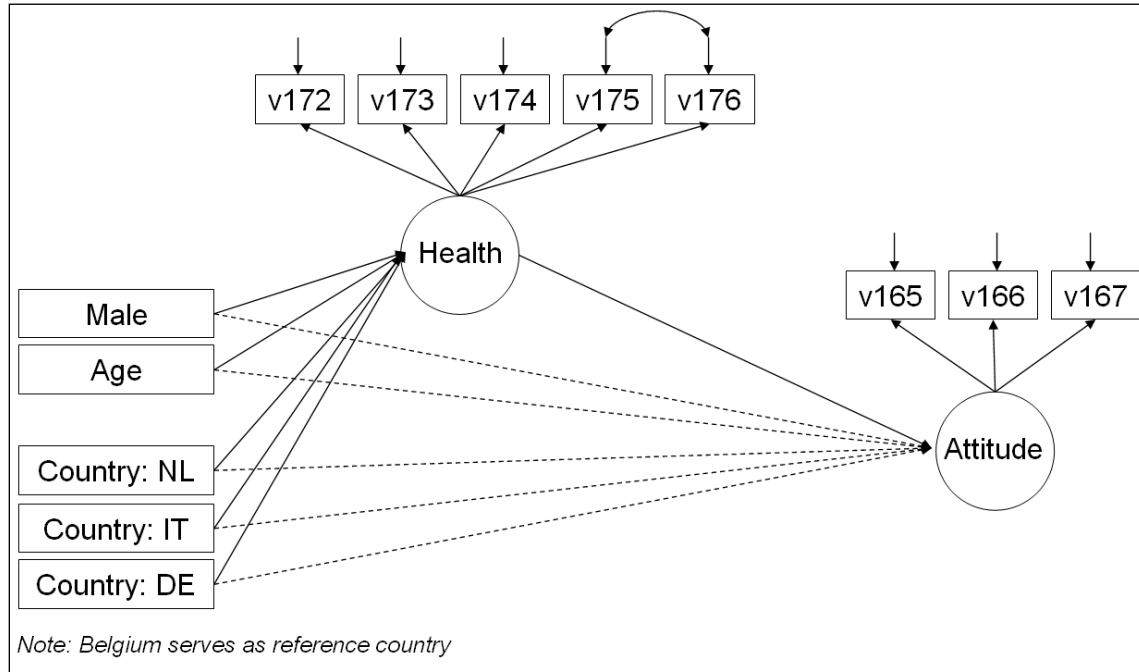 v172 v173 v174 v175 v176
Health
v165 v166 v167
Male
Age
Attitude
Country: NL
Country: IT
Country: DE
Note: Belgium serves as reference country